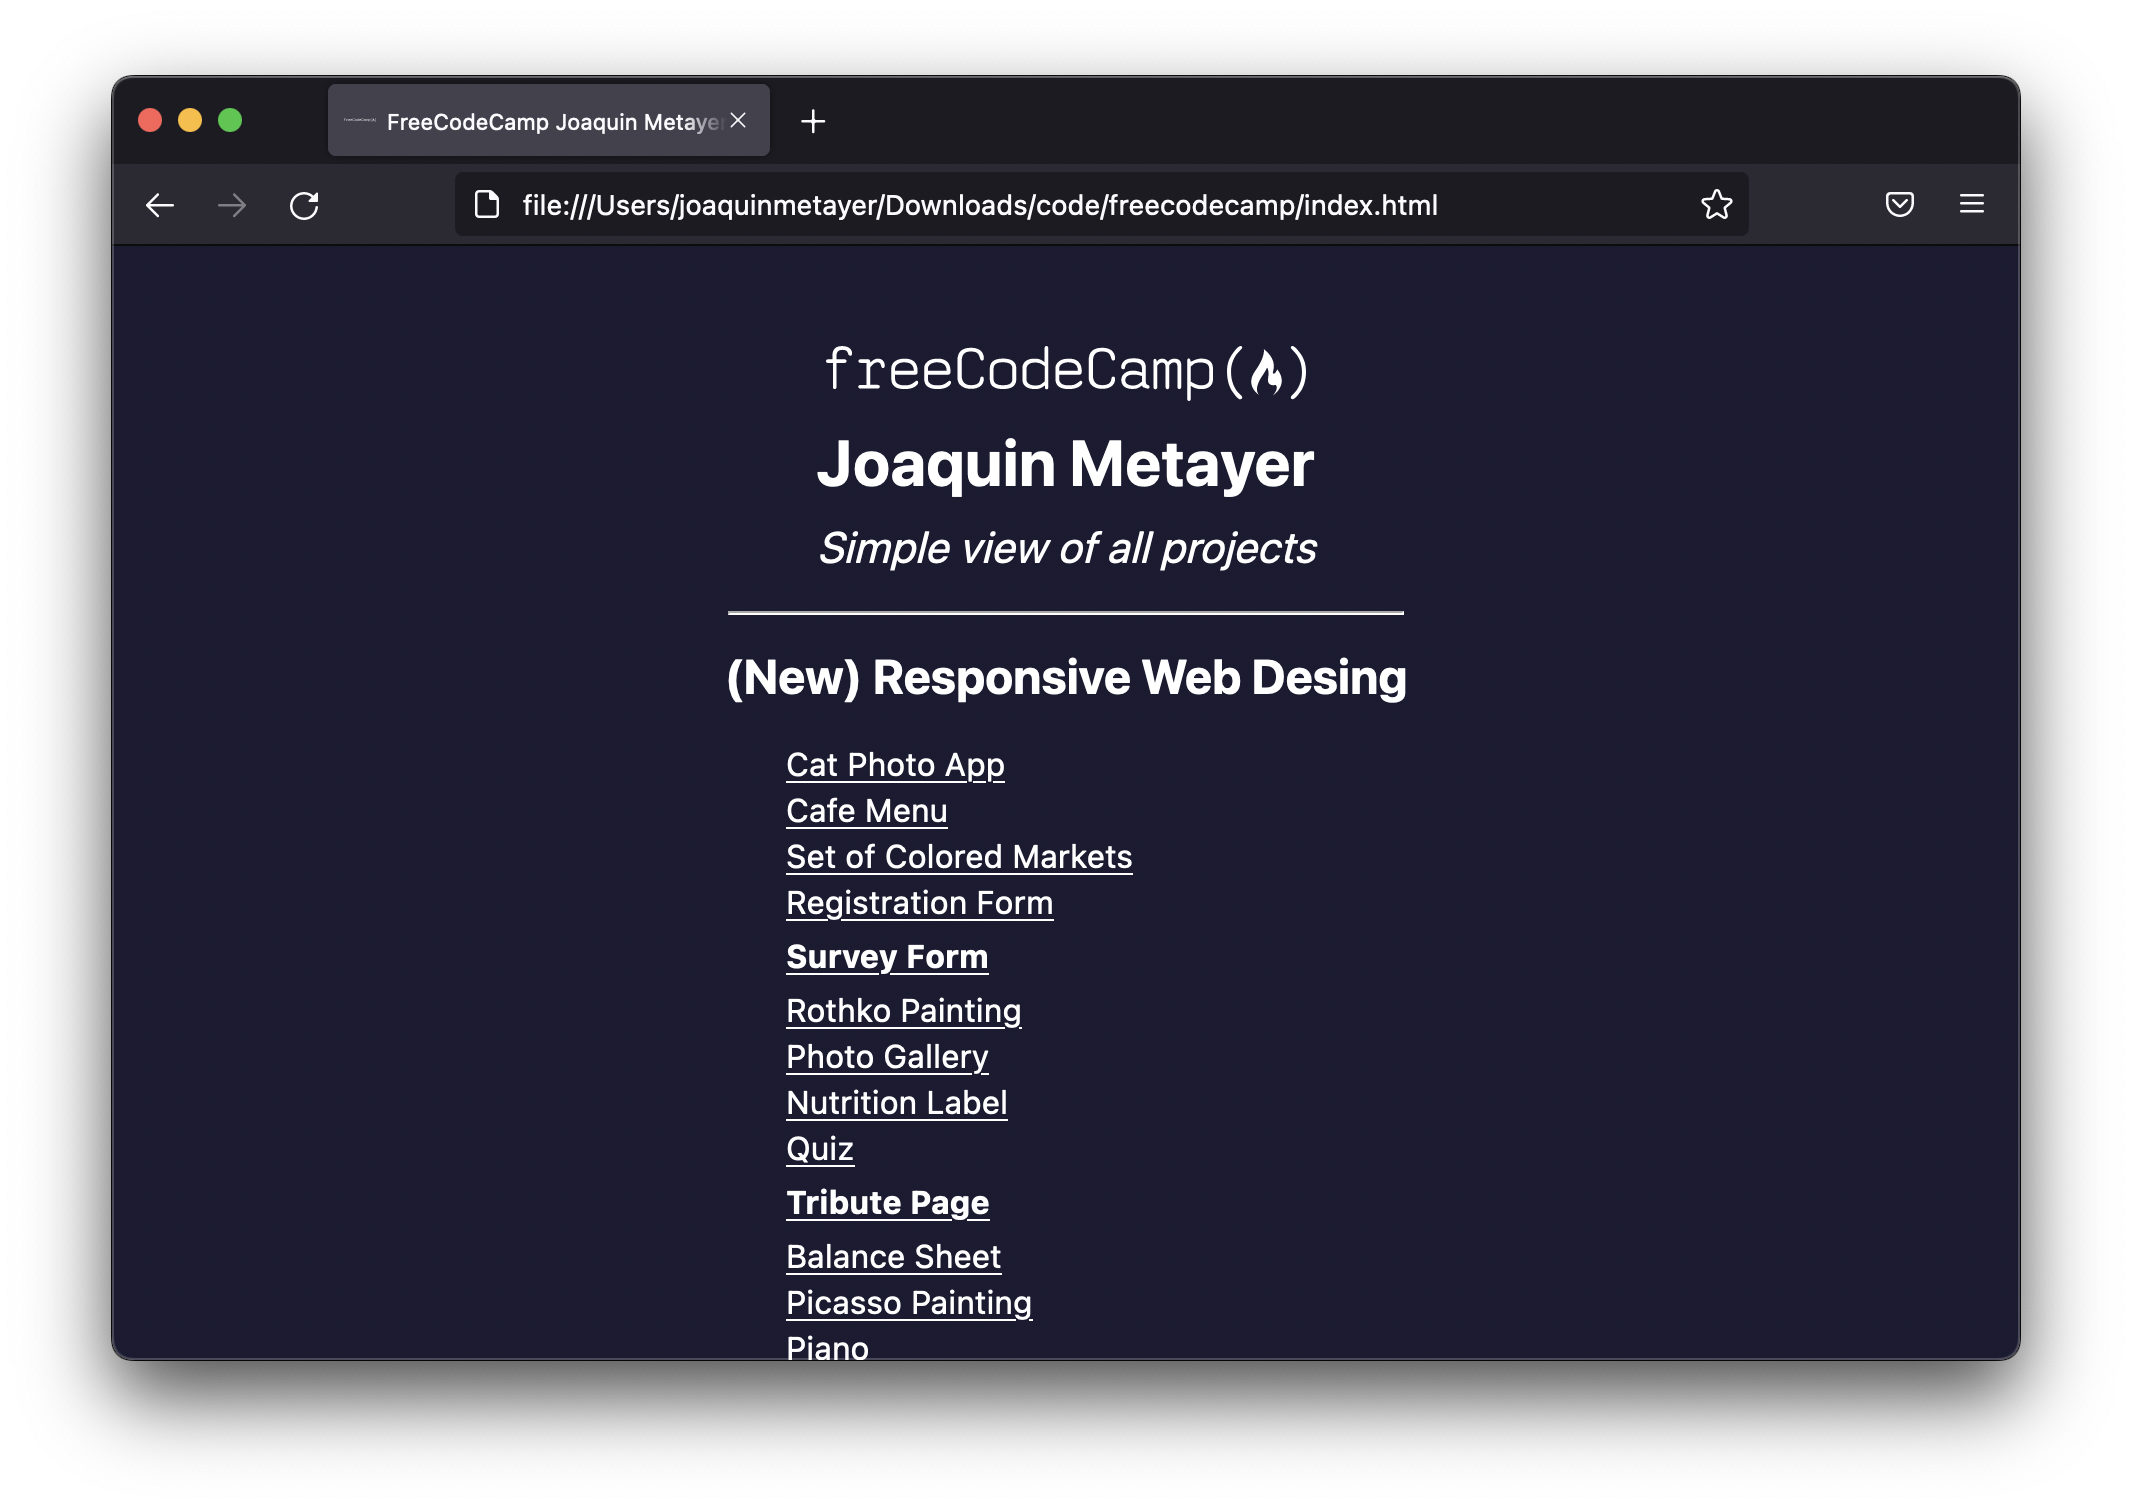 FreeCodeCamp Joaquin Metayer
file:///Users/joaquinmetayer/Downloads/code/freecodecamp/index.html
freeCodeCamp()
Joaquin Metayer
Simple view of all projects
(New) Responsive Web Desing
Cat Photo App
Cafe Menu
Set of Colored Markets
Registration Form
Survey Form
Rothko Painting
Photo Gallery
Nutrition Label
Quiz
Tribute Page
Balance Sheet
Picasso Painting
Piano